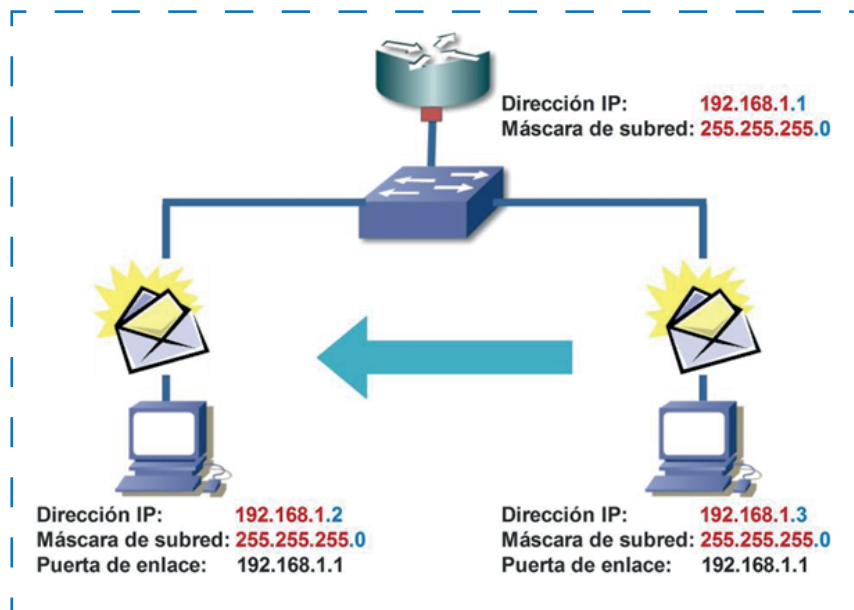 Dirección IP: 192.168.1.1
Máscara de subred: 255.255.255.0
Dirección IP: 192.168.1.2
Máscara de subred: 255.255.255.0
Puerta de enlace: 192.168.1.1
Dirección IP: 192.168.1.3
Máscara de subred: 255.255.255.0
Puerta de enlace: 192.168.1.1